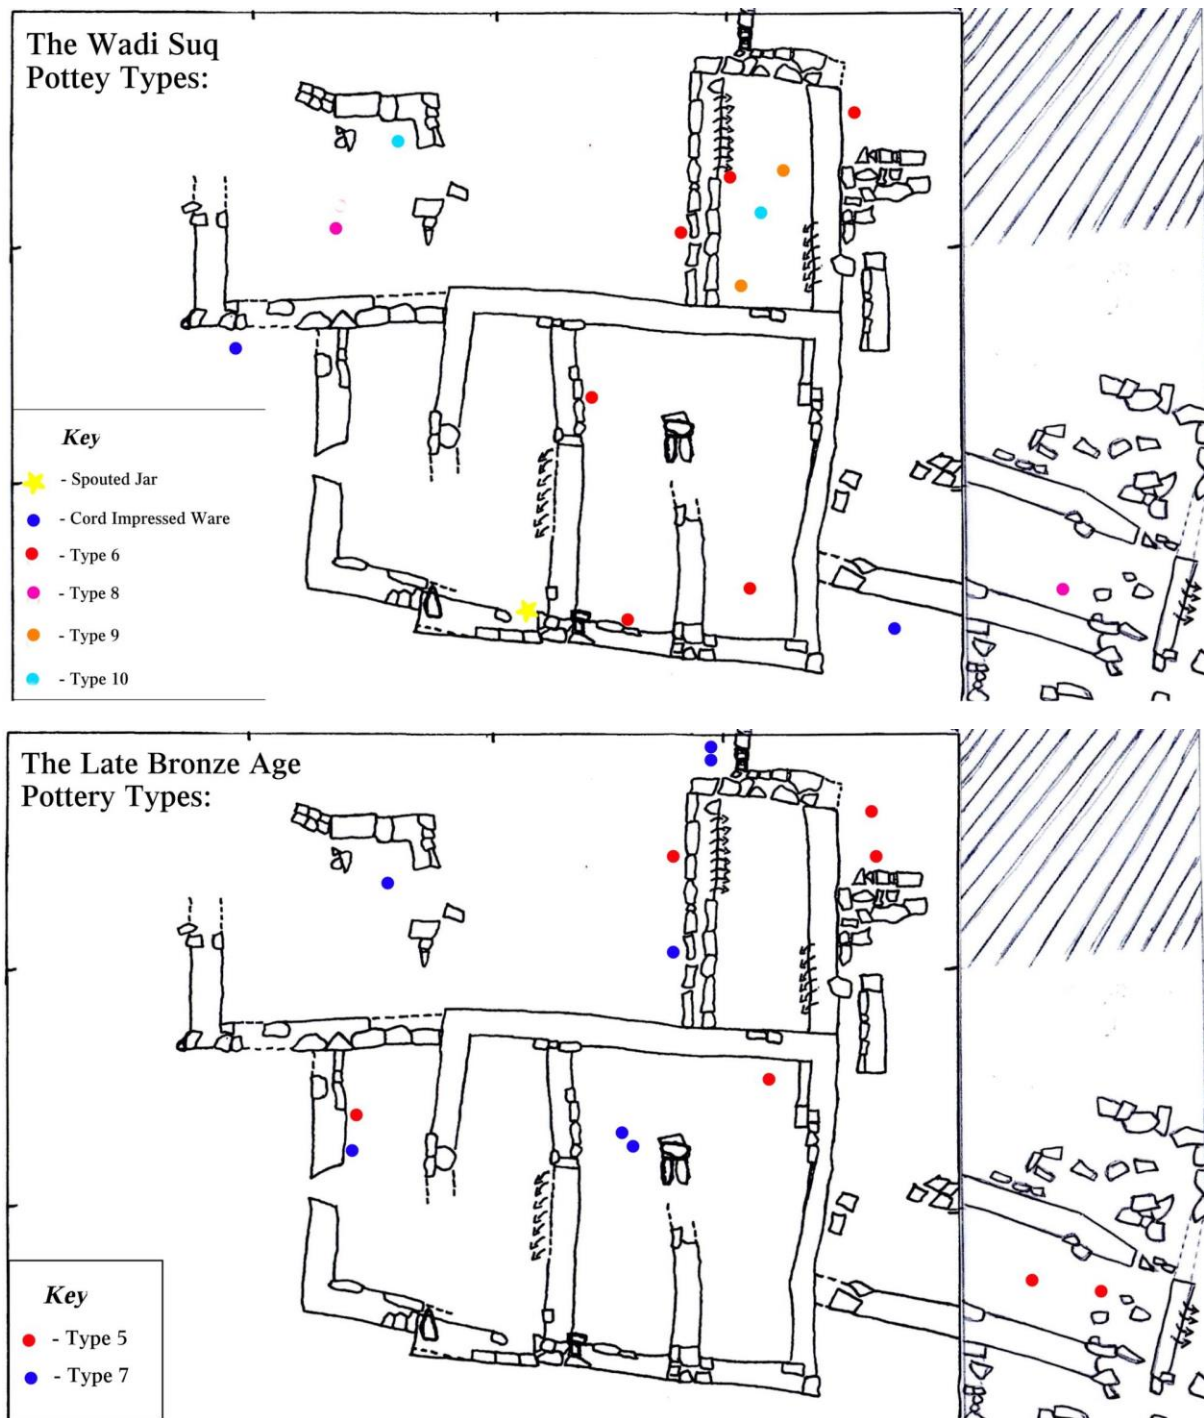 The Wadi Suq
Pottey Types:
Key
- Spouted Jar
- Cord Impressed Ware
- Type 6
- Type 8
- Type 9
- Type 10
The Late Bronze Age
Pottery Types:
Key
- Type 5
- Type 7